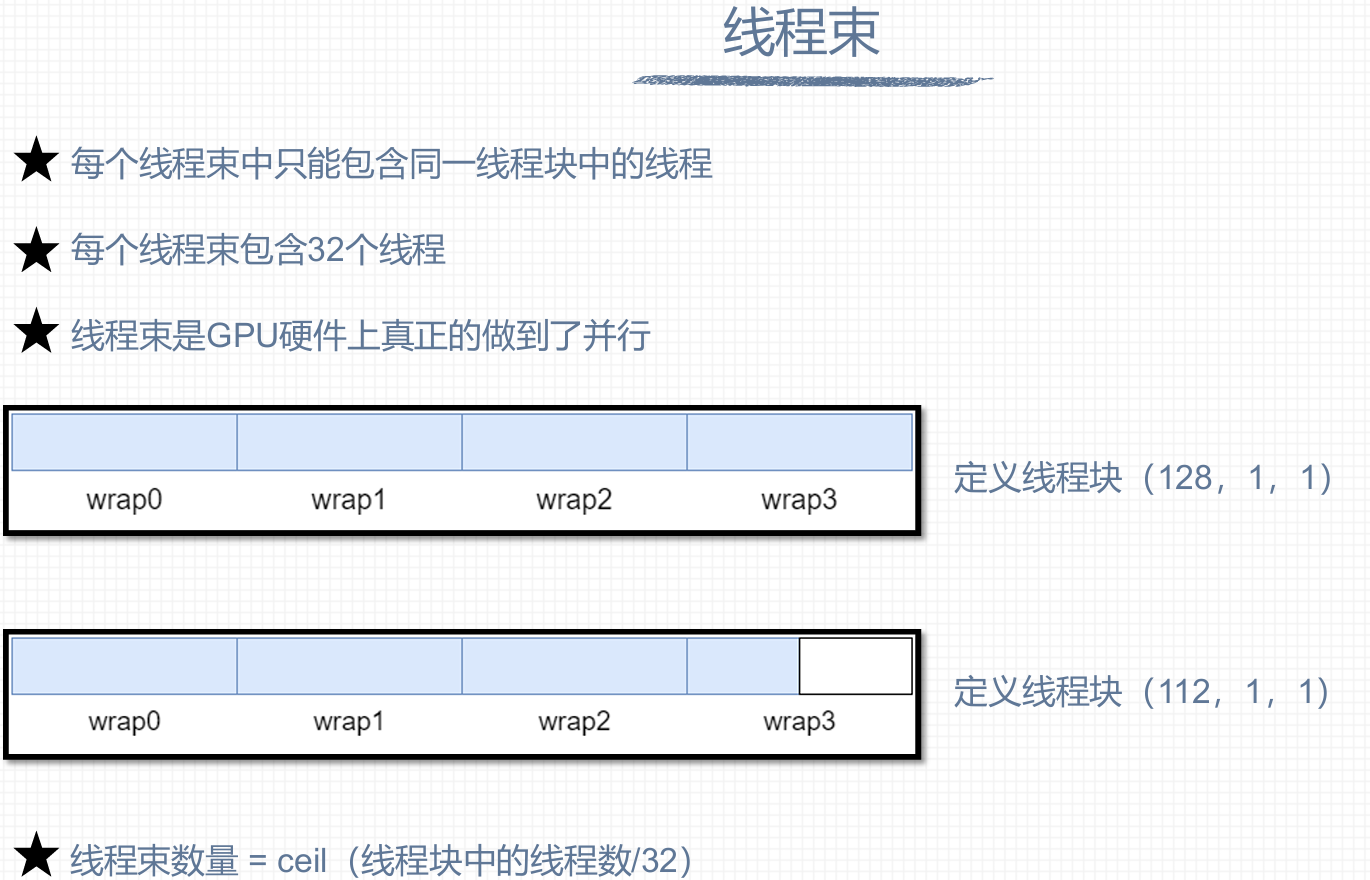 线程束
每个线程束中只能包含同一线程块中的线程
每个线程束包含32个线程
线程束是GPU硬件上真正的做到了并行
wrap0 wrap1 wrap2 wrap3
定义线程块（128，1，1）
wrap0 wrap1 wrap2 wrap3
定义线程块（112，1，1）
线程束数量 = ceil（线程块中的线程数/32）